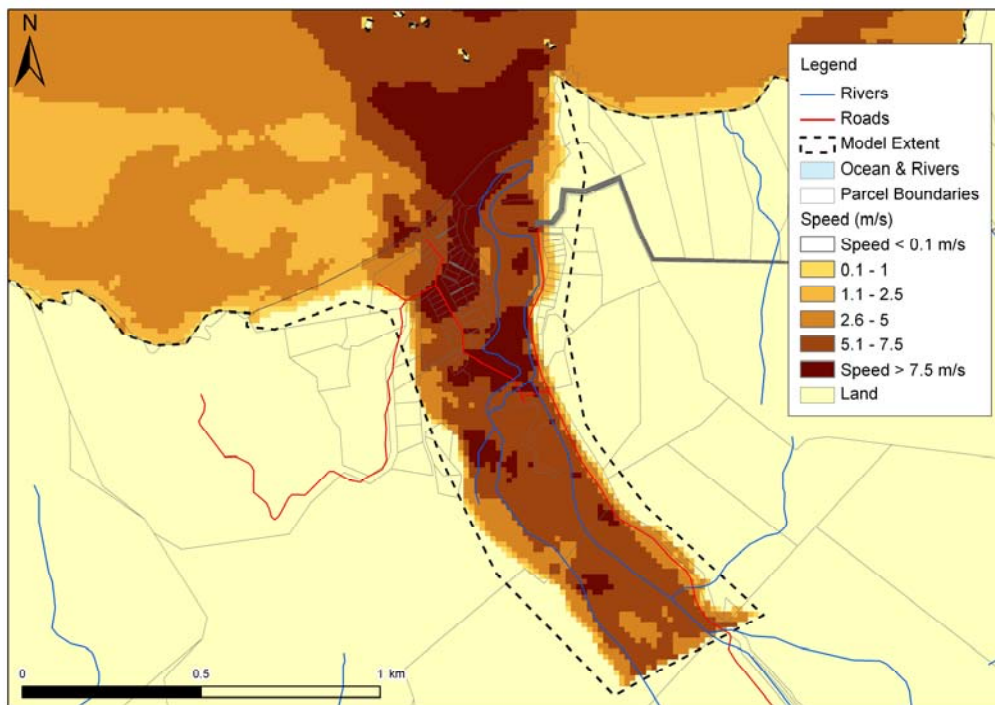 N
Legend
Rivers
Roads
Model Extent
Ocean & Rivers
Parcel Boundaries
Speed (m/s)
Speed < 0.1 m/s
0.1 - 1
1.1 - 2.5
2.6 - 5
5.1 - 7.5
Speed > 7.5 m/s
Land
0 0.5 1 km